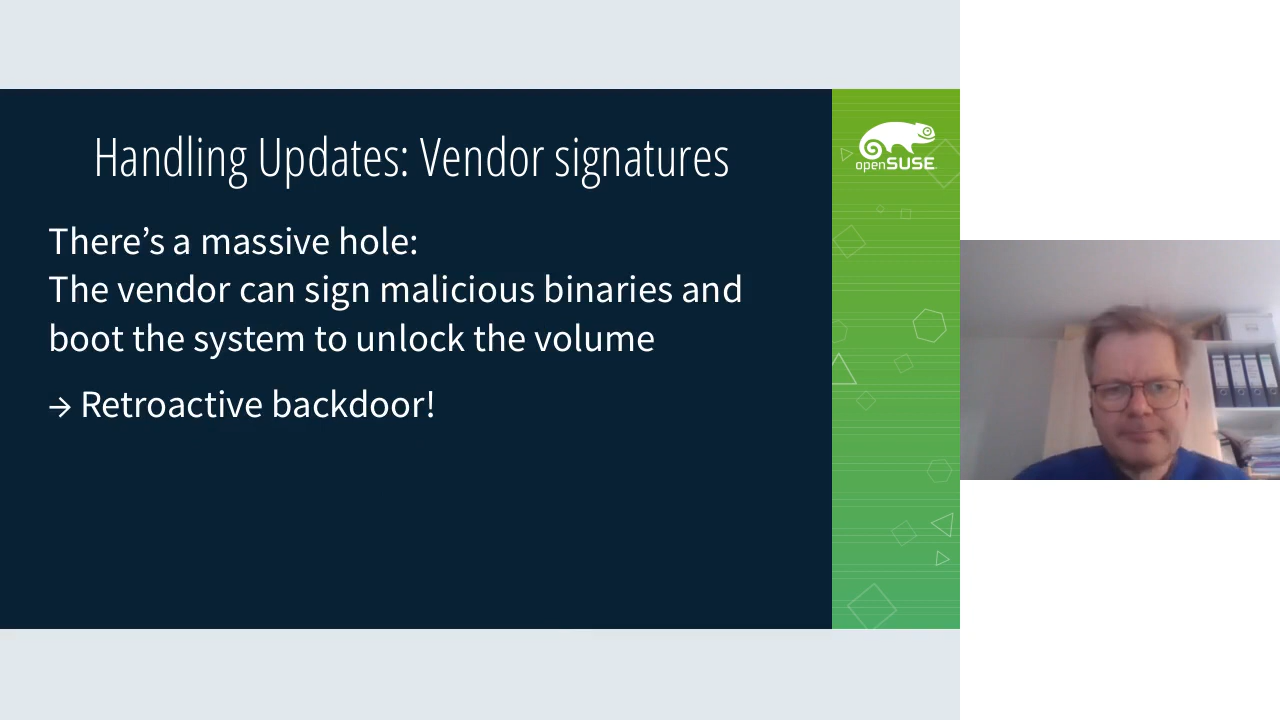 Handling Updates: Vendor signatures
openSUSE
There’s a massive hole:
The vendor can sign malicious binaries and
boot the system to unlock the volume
→ Retroactive backdoor!